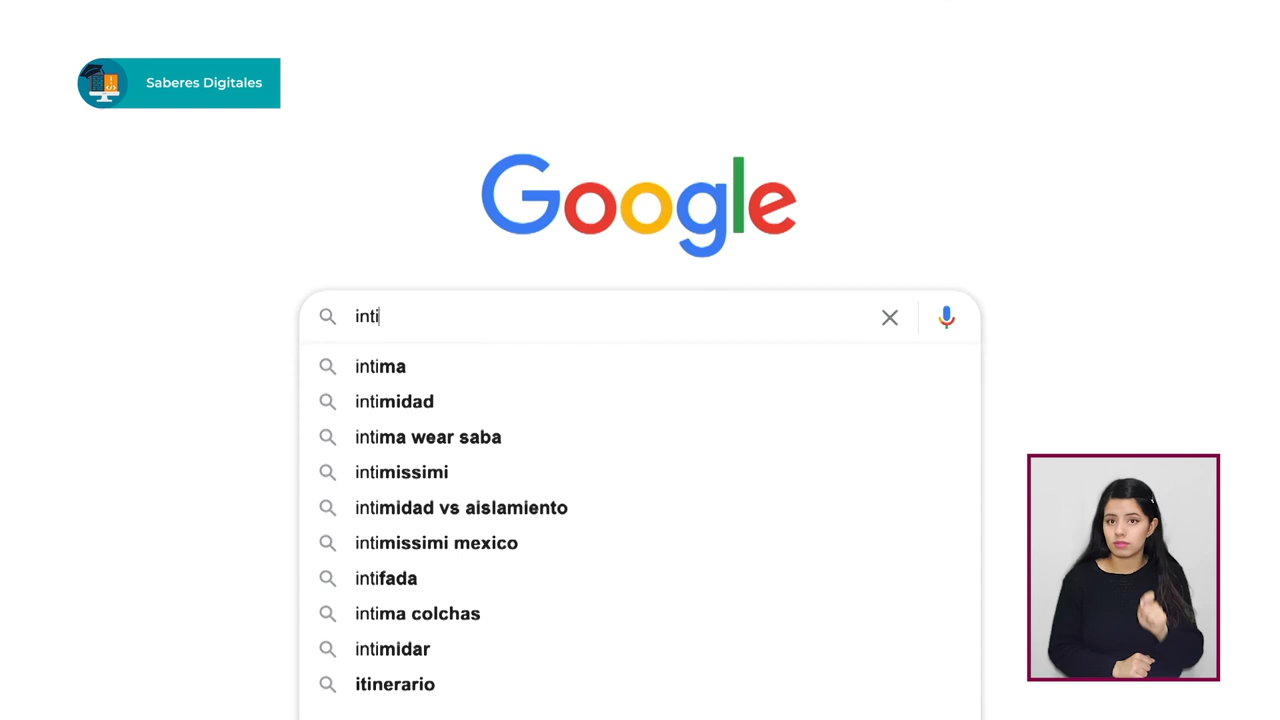 Saberes Digitales
Google
inti
intima
intimidad
intima wear saba
intimissimi
intimidad vs aislamiento
intimissimi mexico
intifada
intima colchas
intimidar
itinerario